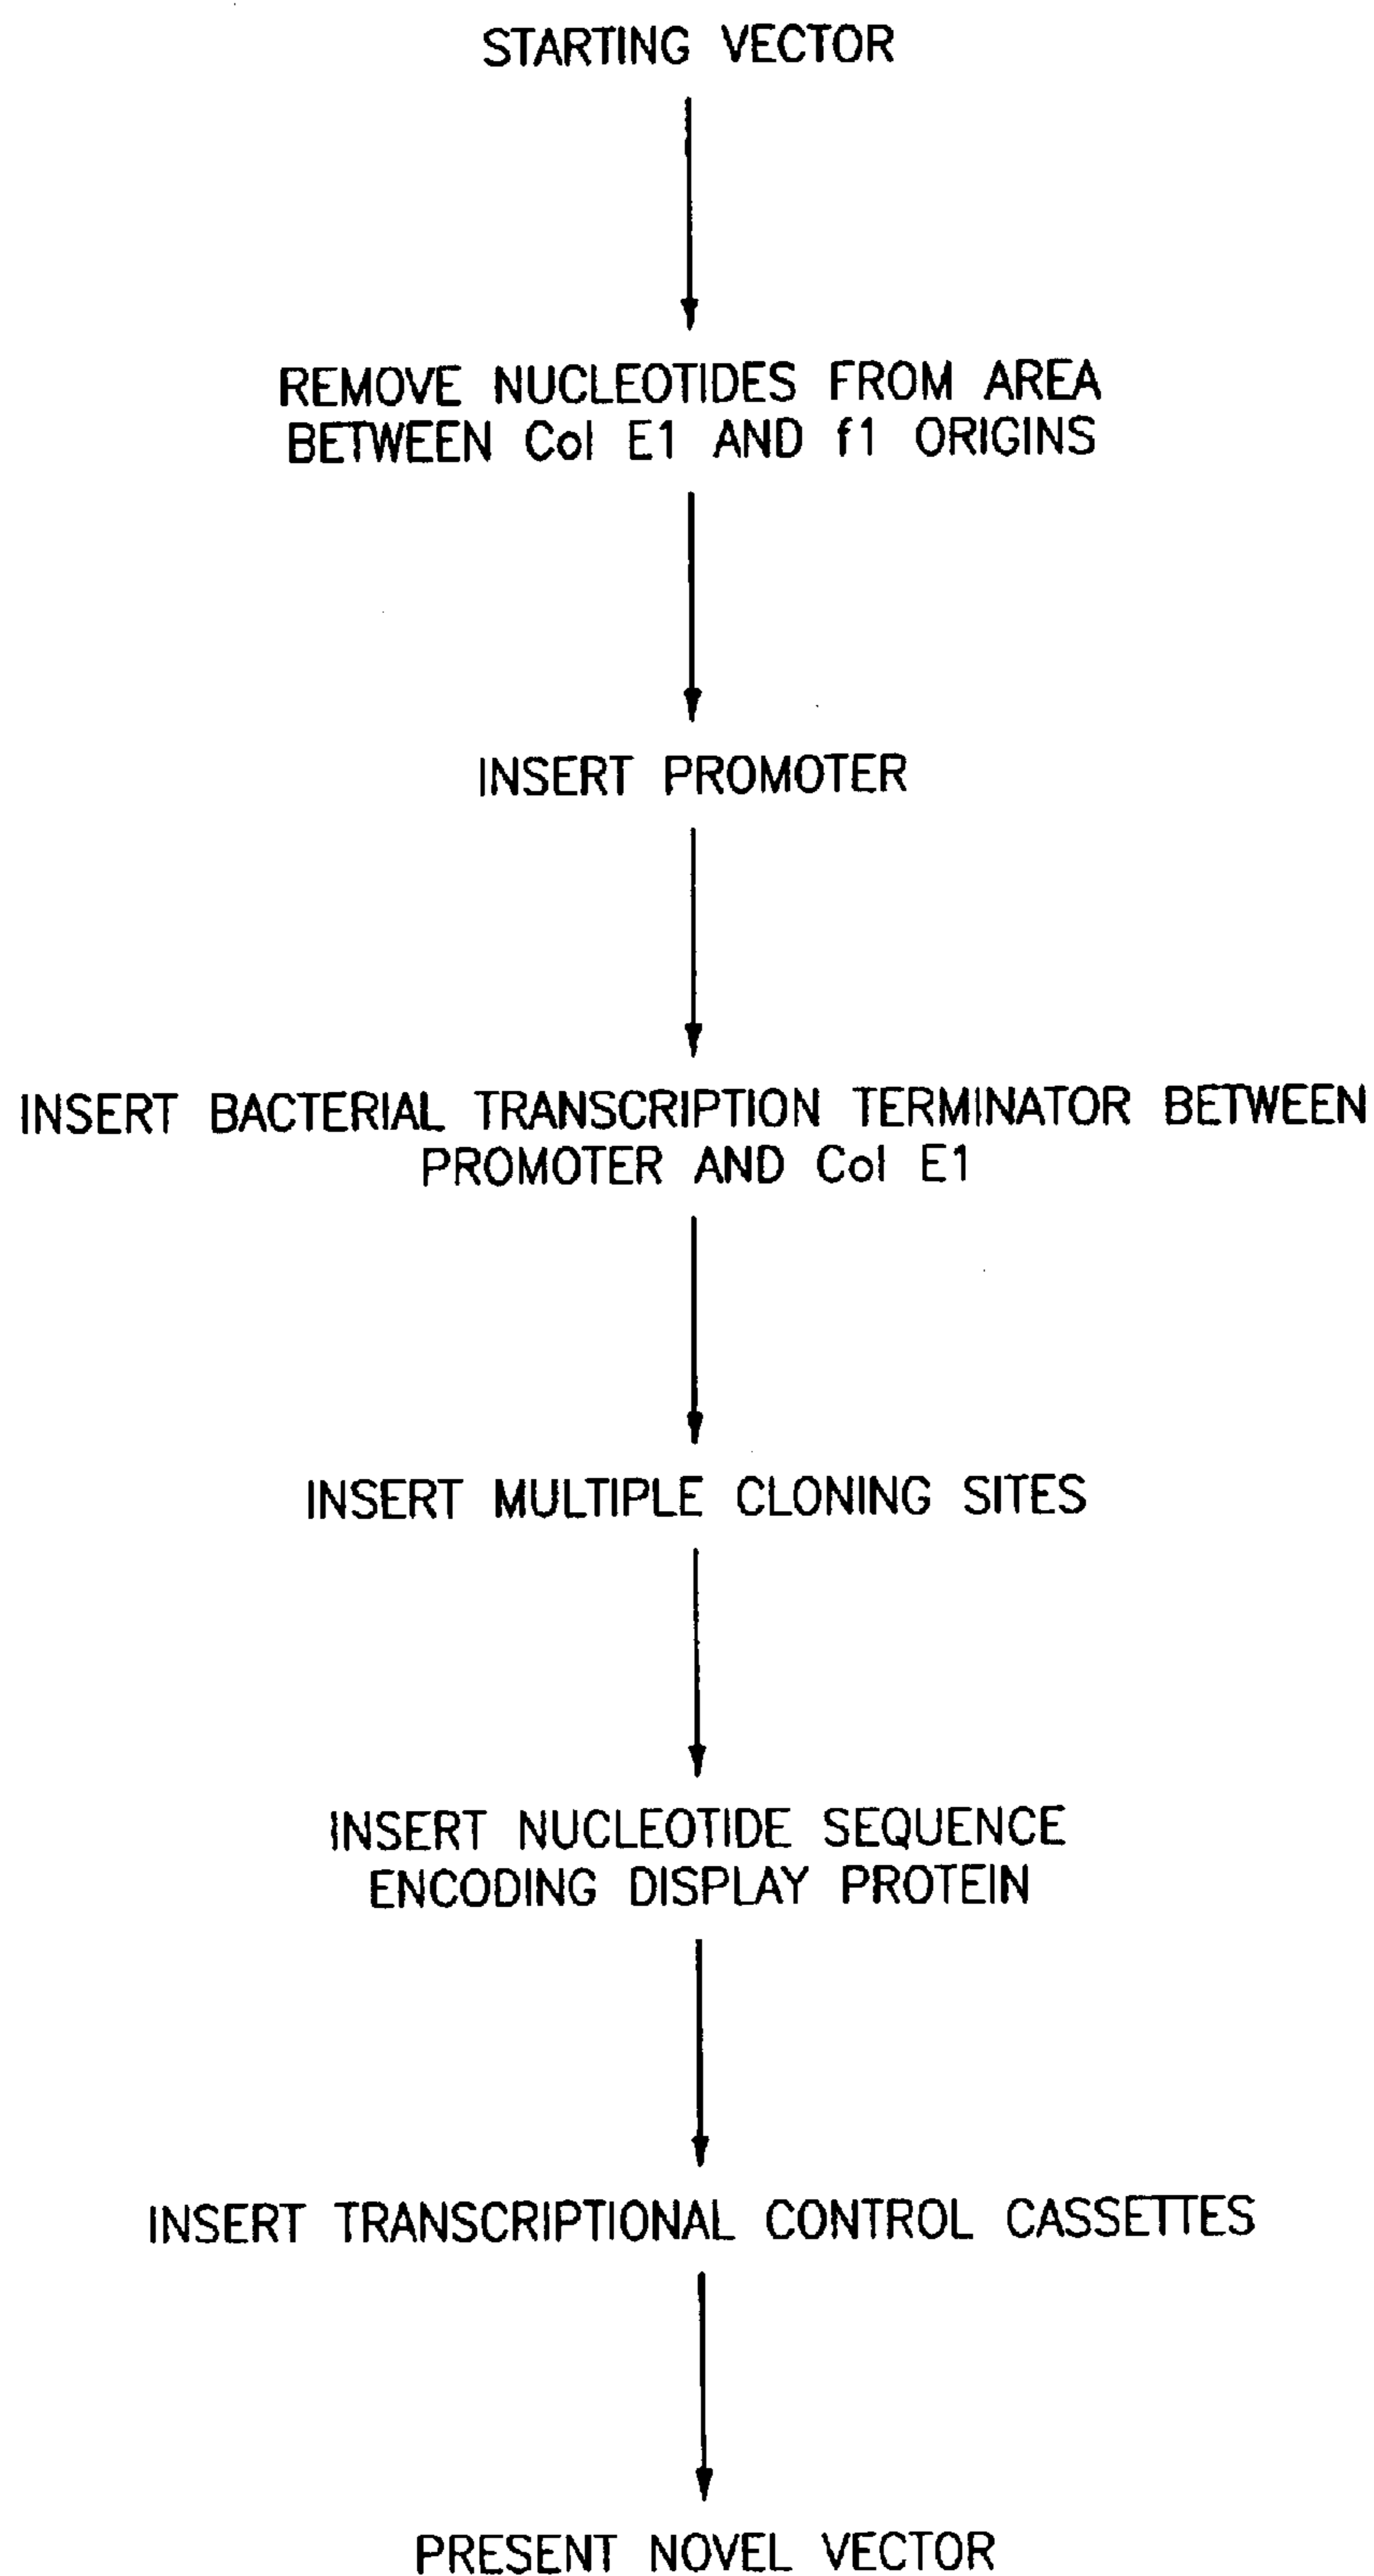 STARTING VECTOR
REMOVE NUCLEOTIDES FROM AREA
BETWEEN Col E1 AND f1 ORIGINS
INSERT PROMOTER
INSERT BACTERIAL TRANSCRIPTION TERMINATOR BETWEEN
PROMOTER AND Col E1
INSERT MULTIPLE CLONING SITES
INSERT NUCLEOTIDE SEQUENCE
ENCODING DISPLAY PROTEIN
INSERT TRANSCRIPTIONAL CONTROL CASSETTES
PRESENT NOVEL VECTOR